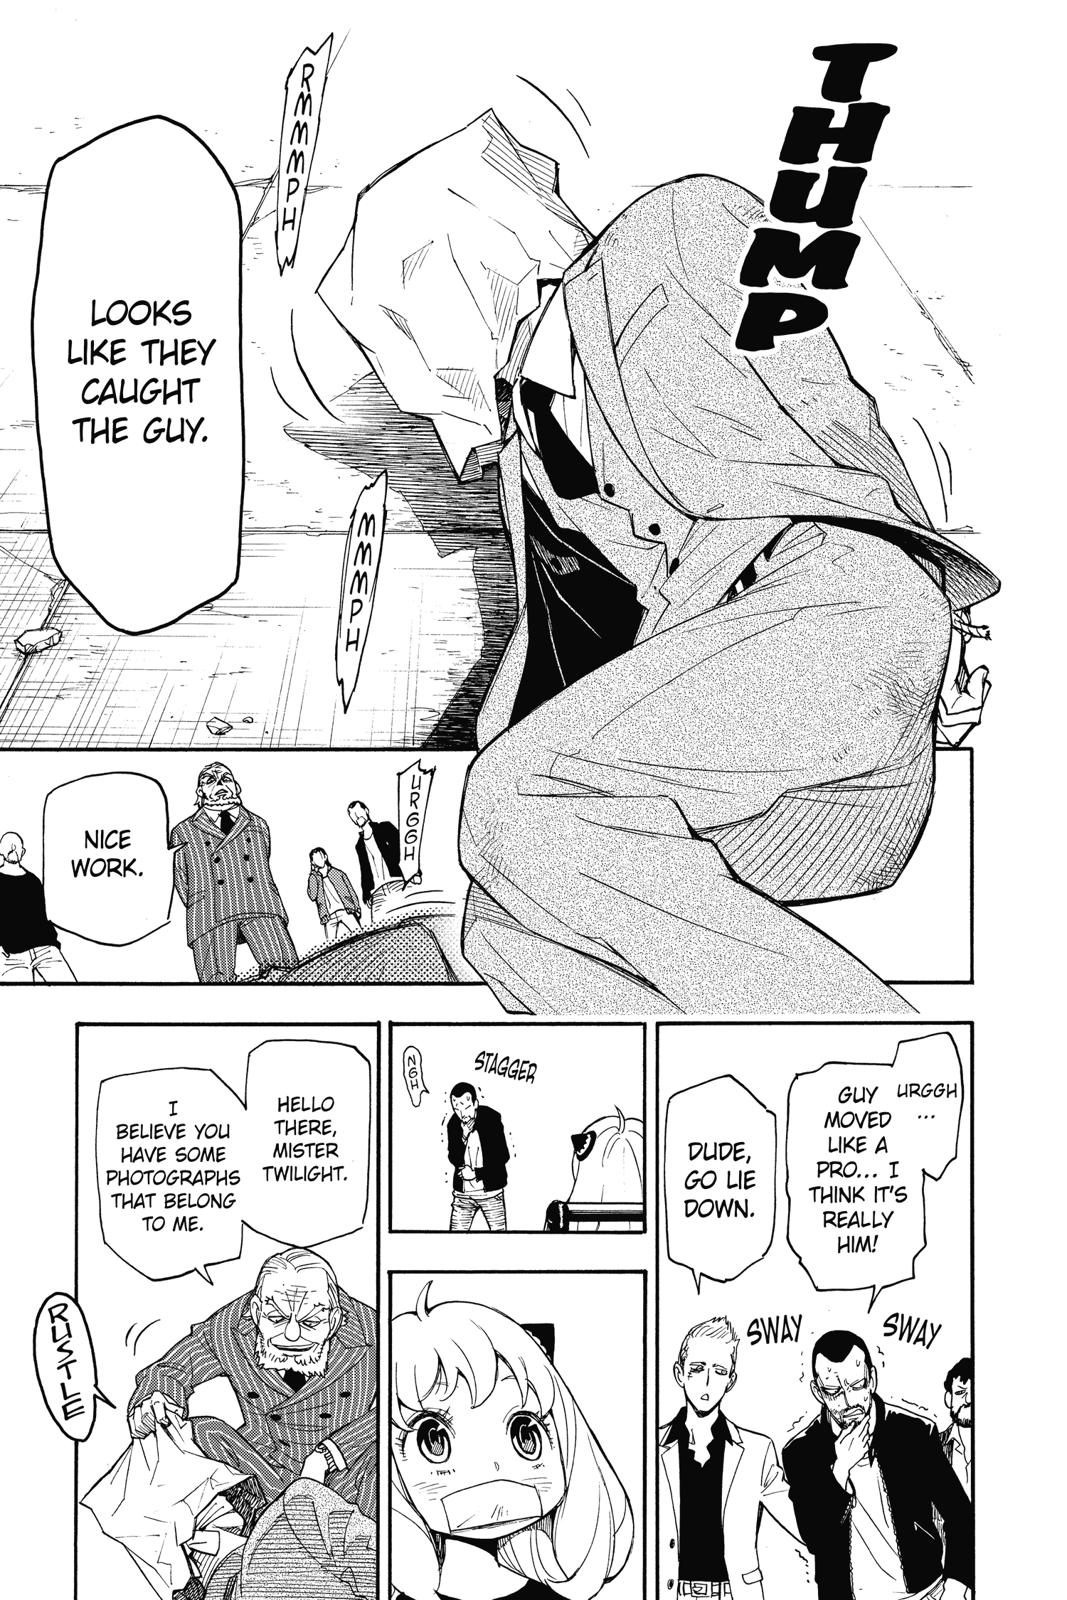 THUMP
RMMMPH
LOOKS
LIKE THEY
CAUGHT
THE GUY.
MMMPH
NICE
WORK.
URGGH
URGGH
...
GUY
MOVED
LIKE A
PRO... I
THINK IT'S
REALLY
HIM!
DUDE,
GO LIE
DOWN.
SWAY
SWAY
STAGGER
NGH
HELLO
THERE,
MISTER
TWILIGHT.
I
BELIEVE YOU
HAVE SOME
PHOTOGRAPHS
THAT BELONG
TO ME.
RUSTLE